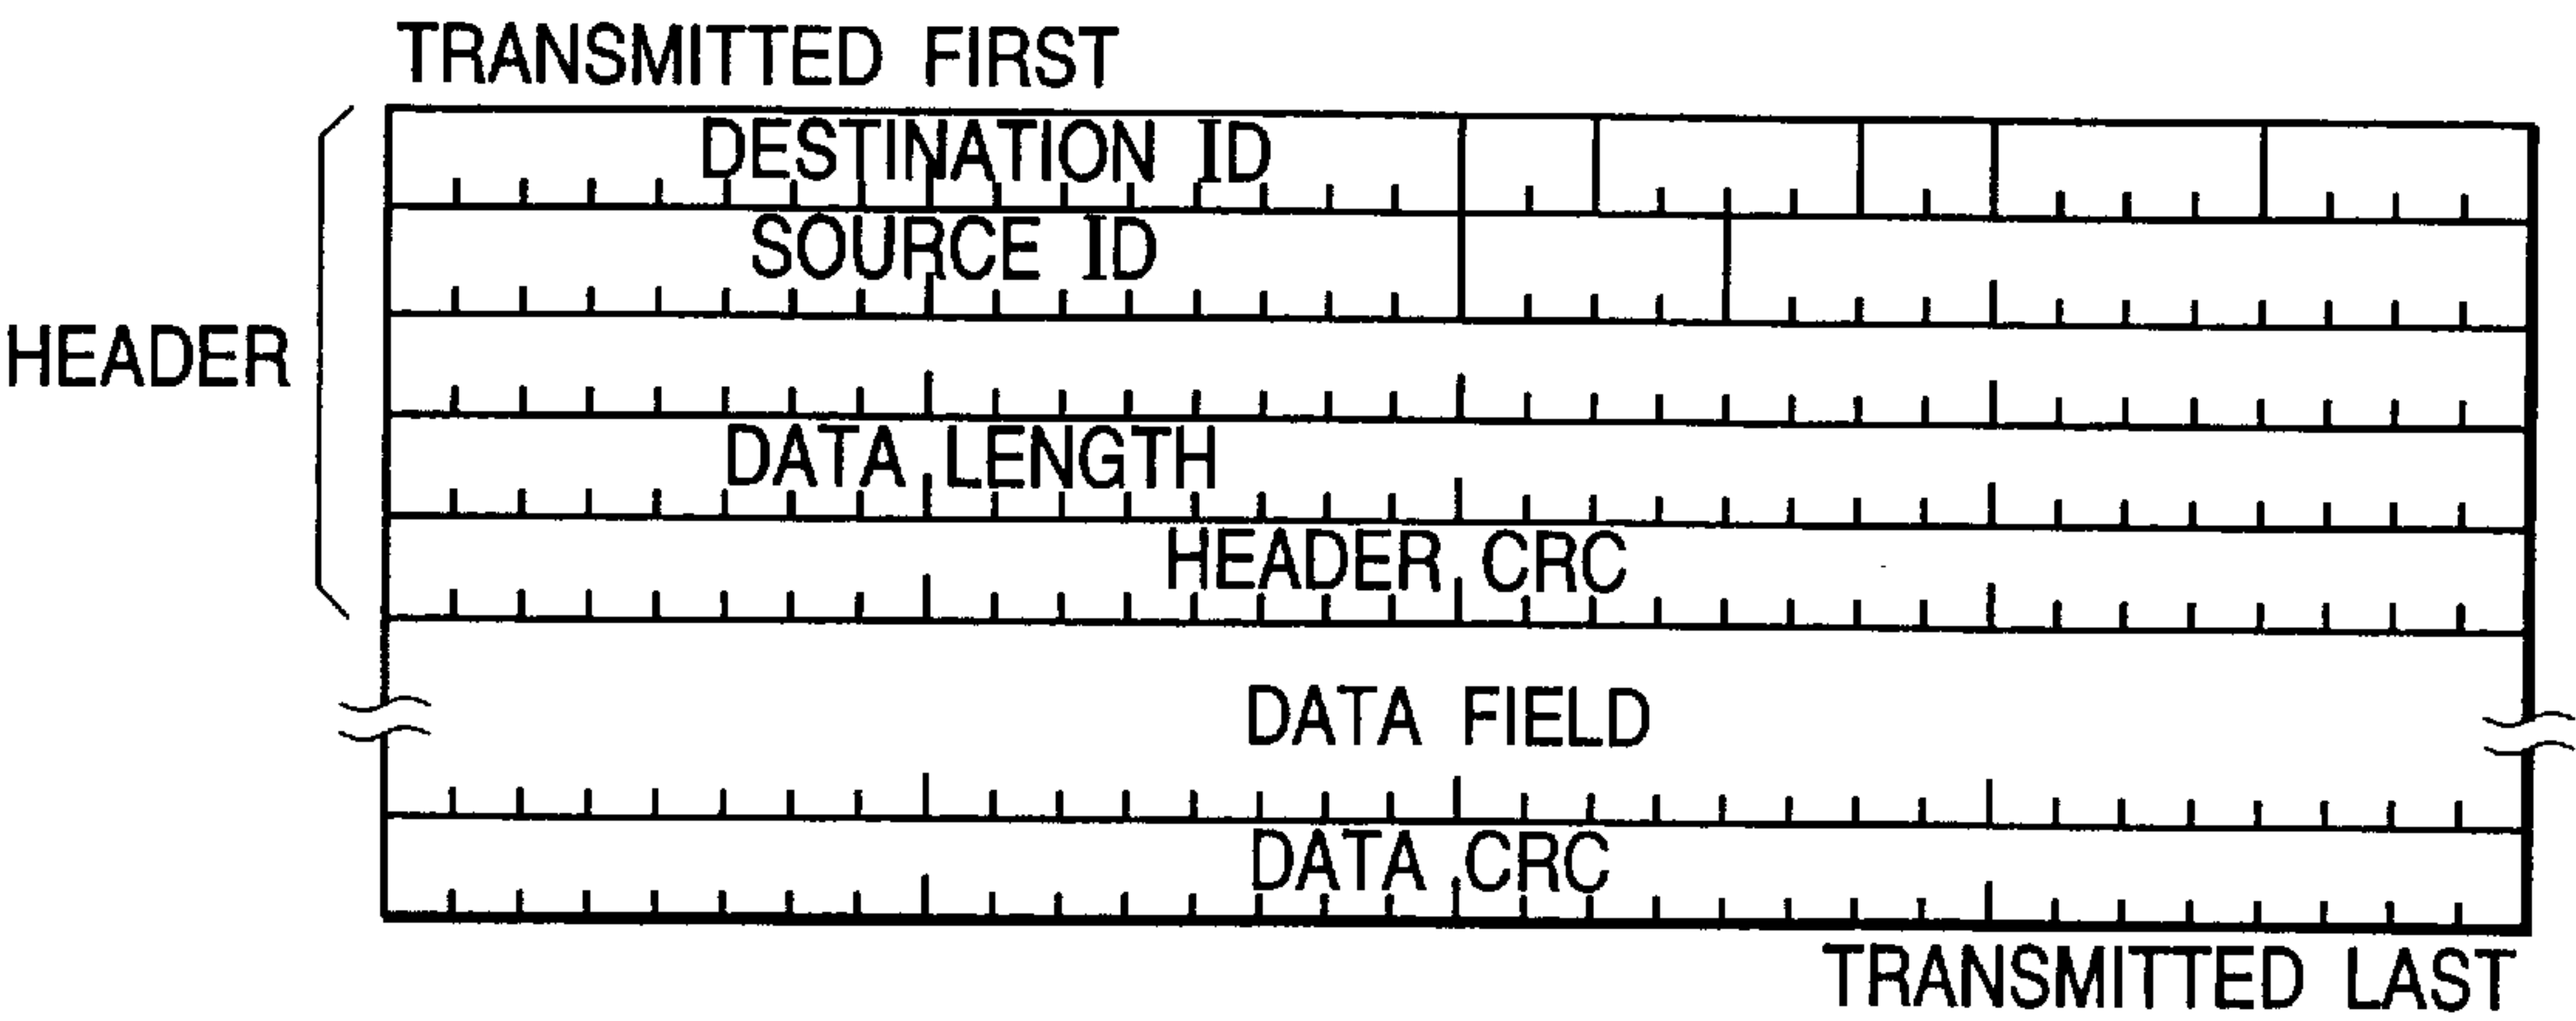 TRANSMITTED FIRST
DESTINATION ID
SOURCE ID
HEADER
DATA LENGTH
HEADER CRC
DATA FIELD
DATA CRC
TRANSMITTED LAST